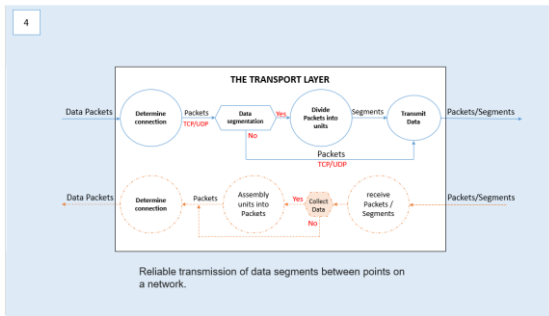 4
THE TRANSPORT LAYER
Data Packets
Determine
connection
Packets
TCP/UDP
Data
segmentation
Yes
No
Divide
Packets into
units
Segments
Transmit
Data
Packets/Segments
Packets
TCP/UDP
Data Packets
Determine
connection
Packets
Assembly
units into
Packets
Yes
Collect
Data
No
receive
Packets /
Segments
Packets/Segments
Reliable transmission of data segments between points on
a network.